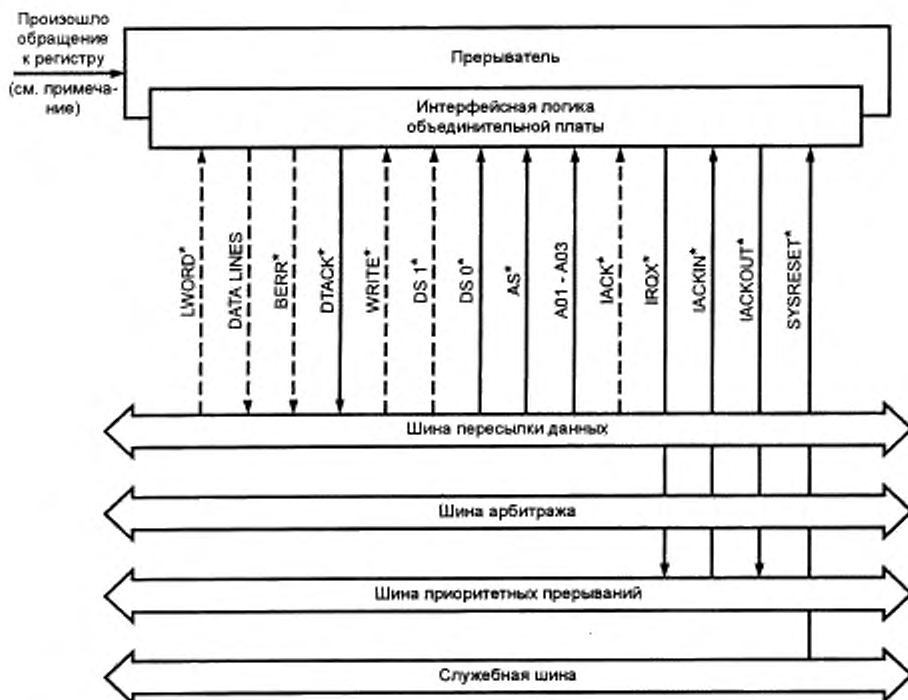 Произошло
обращение
к регистру
(см. примеча-
ние)
Прерыватель
Интерфейсная логика
объединительной платы
LWORD*
DATA LINES
BERR*
DTACK*
WRITE*
DS 1*
DS 0*
AS*
A01 - A03
IACK*
IRQX*
IACKIN*
IACKOUT*
SYSRESET*
Шина пересылки данных
Шина арбитража
Шина приоритетных прерываний
Служебная шина